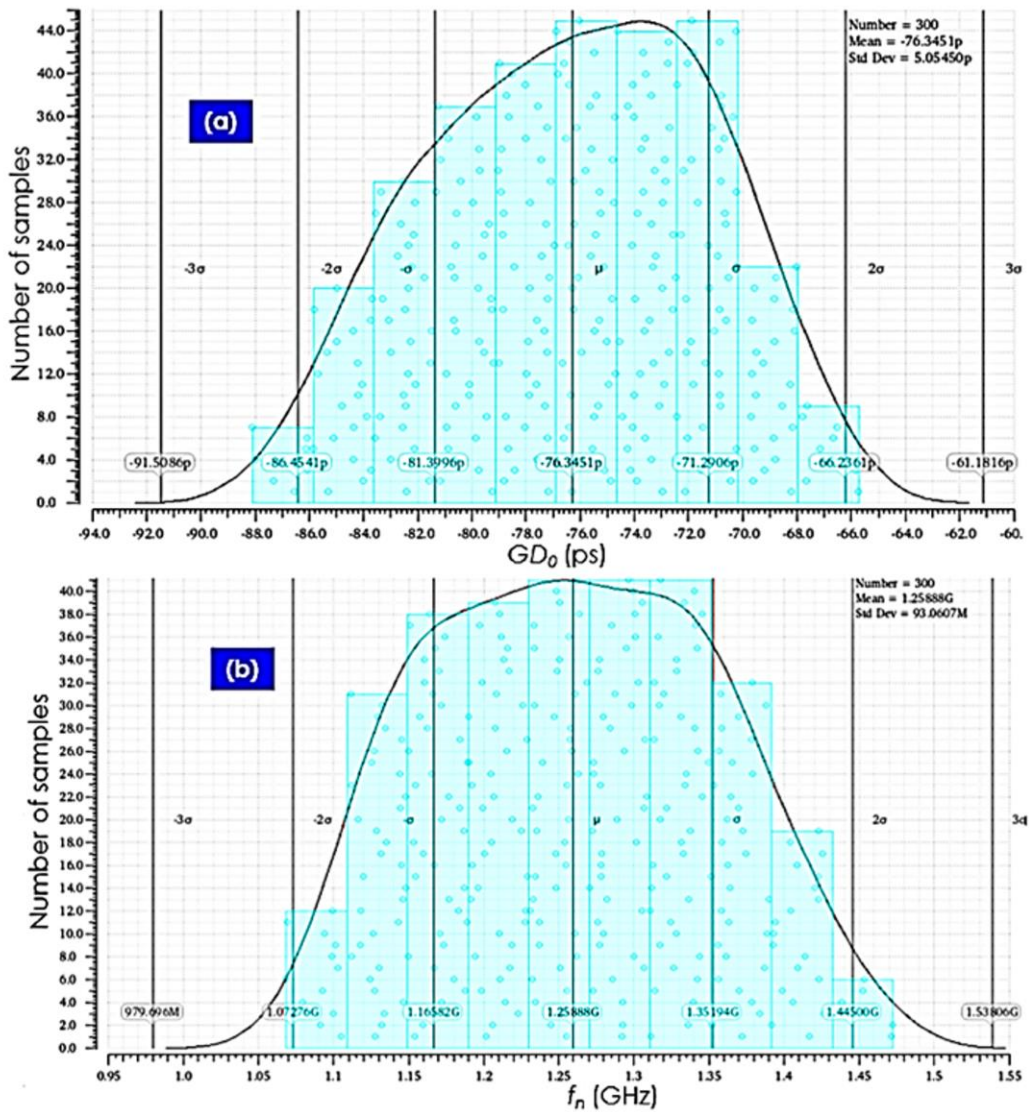 44.0
40.0
36.0
32.0
28.0
24.0
20.0
16.0
12.0
8.0
4.0
0.0
Number of samples
(a)
Number = 300
Mean = -76.3451p
Std Dev = 5.05450p
-3σ -2σ -σ μ σ 2σ 3σ
-91.5086p -86.4541p -81.3996p -76.3451p -71.2906p -66.2361p -61.1816p
-94.0 -92.0 -90.0 -88.0 -86.0 -84.0 -82.0 -80.0 -78.0 -76.0 -74.0 -72.0 -70.0 -68.0 -66.0 -64.0 -62.0 -60.
GD0 (ps)
40.0
38.0
36.0
34.0
32.0
30.0
28.0
26.0
24.0
22.0
20.0
18.0
16.0
14.0
12.0
10.0
8.0
6.0
4.0
2.0
0.0
Number of samples
(b)
Number = 300
Mean = 1.25888G
Std Dev = 93.0607M
-3σ -2σ -σ μ σ 2σ 3σ
979.696M 1.07276G 1.16582G 1.25888G 1.35194G 1.44500G 1.53806G
0.95 1.0 1.05 1.1 1.15 1.2 1.25 1.3 1.35 1.4 1.45 1.5 1.55
fn (GHz)